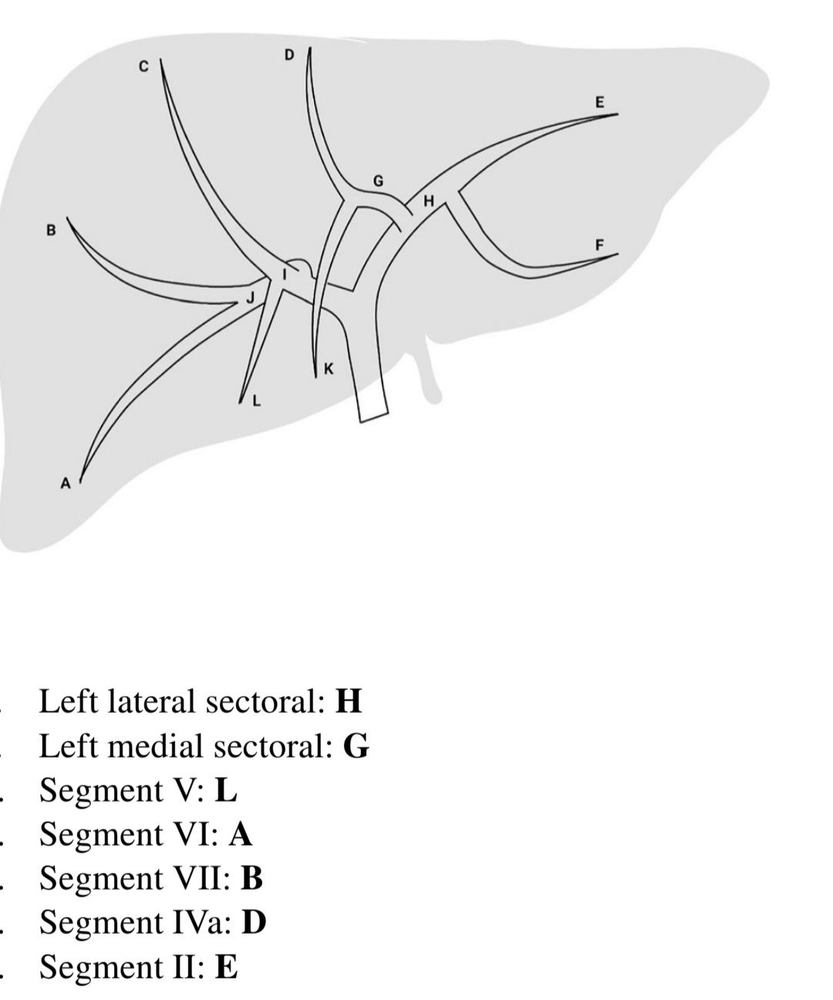 C
D
E
G
H
B
F
I
J
K
L
A
. Left lateral sectoral: H
. Left medial sectoral: G
. Segment V: L
. Segment VI: A
. Segment VII: B
. Segment IVa: D
. Segment II: E